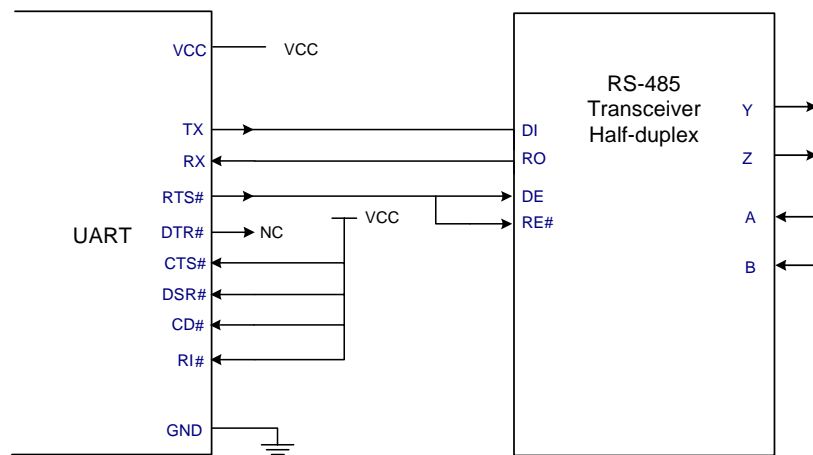 VCC
VCC
TX
RX
RTS#
DTR#
NC
VCC
UART
CTS#
DSR#
CD#
RI#
GND
RS-485
Transceiver
Half-duplex
DI
RO
DE
RE#
Y
Z
A
B